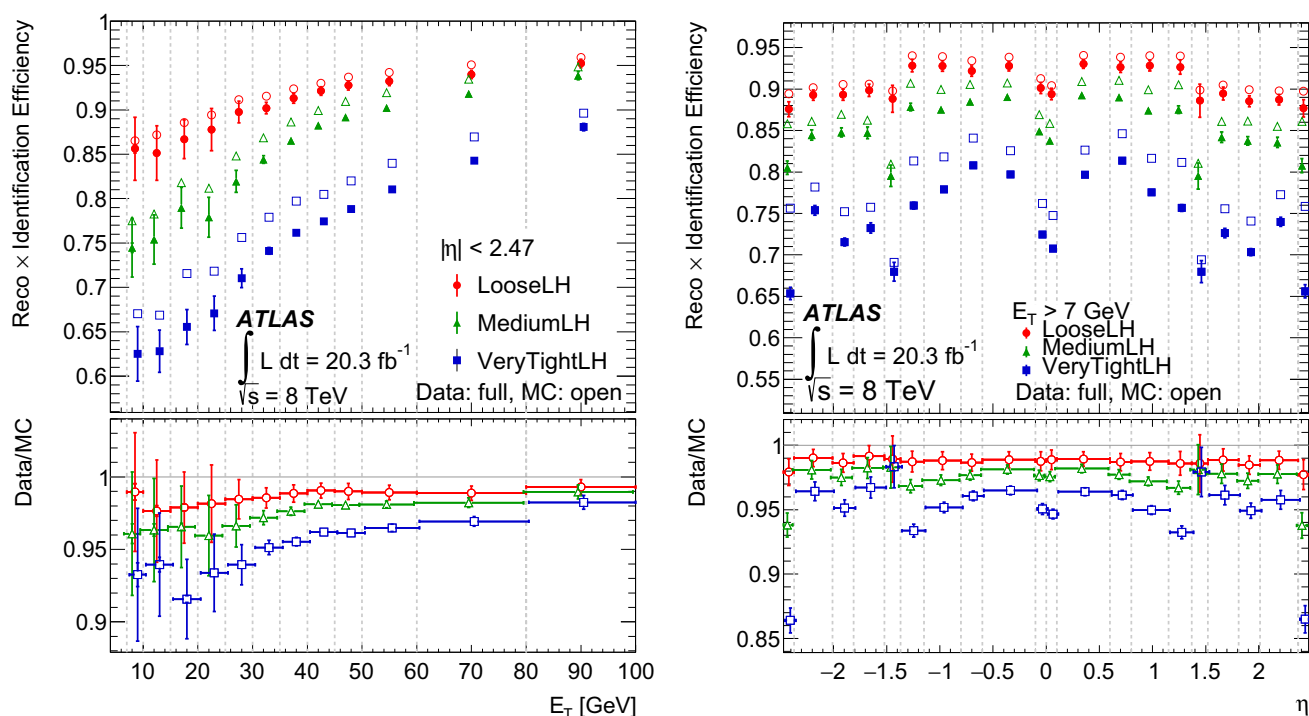 Reco × Identification Efficiency
1
0.95
0.9
0.85
0.8
0.75
0.7
0.65
0.6
|η| < 2.47
LooseLH
MediumLH
VeryTightLH
ATLAS
∫ L dt = 20.3 fb⁻¹
√s = 8 TeV
Data: full, MC: open
Data/MC
1
0.95
0.9
10 20 30 40 50 60 70 80 90 100
E_T [GeV]
Reco × Identification Efficiency
0.95
0.9
0.85
0.8
0.75
0.7
0.65
0.6
0.55
E_T > 7 GeV
LooseLH
MediumLH
VeryTightLH
ATLAS
∫ L dt = 20.3 fb⁻¹
√s = 8 TeV
Data: full, MC: open
Data/MC
1
0.95
0.9
0.85
−2 −1.5 −1 −0.5 0 0.5 1 1.5 2
η